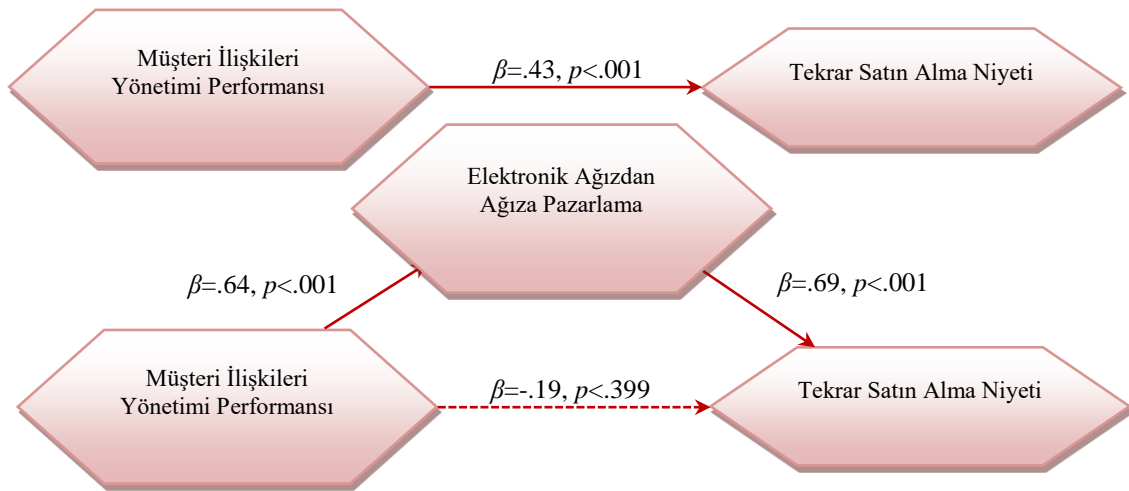 Müşteri İlişkileri
Yönetimi Performansı
β=.43, p<.001
Tekrar Satın Alma Niyeti
Elektronik Ağızdan
Ağıza Pazarlama
β=.64, p<.001
β=.69, p<.001
Müşteri İlişkileri
Yönetimi Performansı
β=-.19, p<.399
Tekrar Satın Alma Niyeti